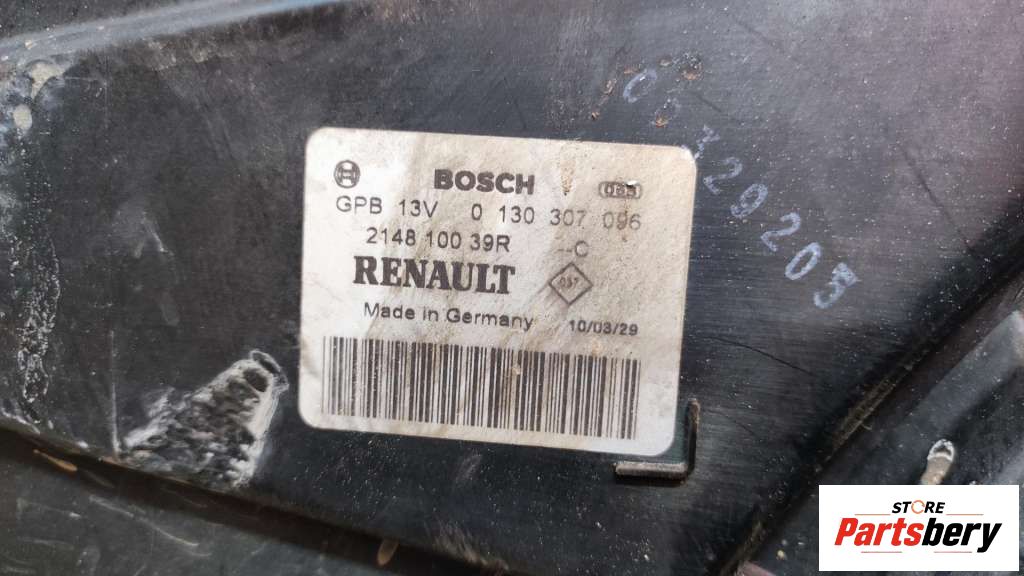 BOSCH
GPB 13V 0 130 307 096
2148 100 39R --C
RENAULT
Made in Germany 10/03/29
STORE
Partsbery